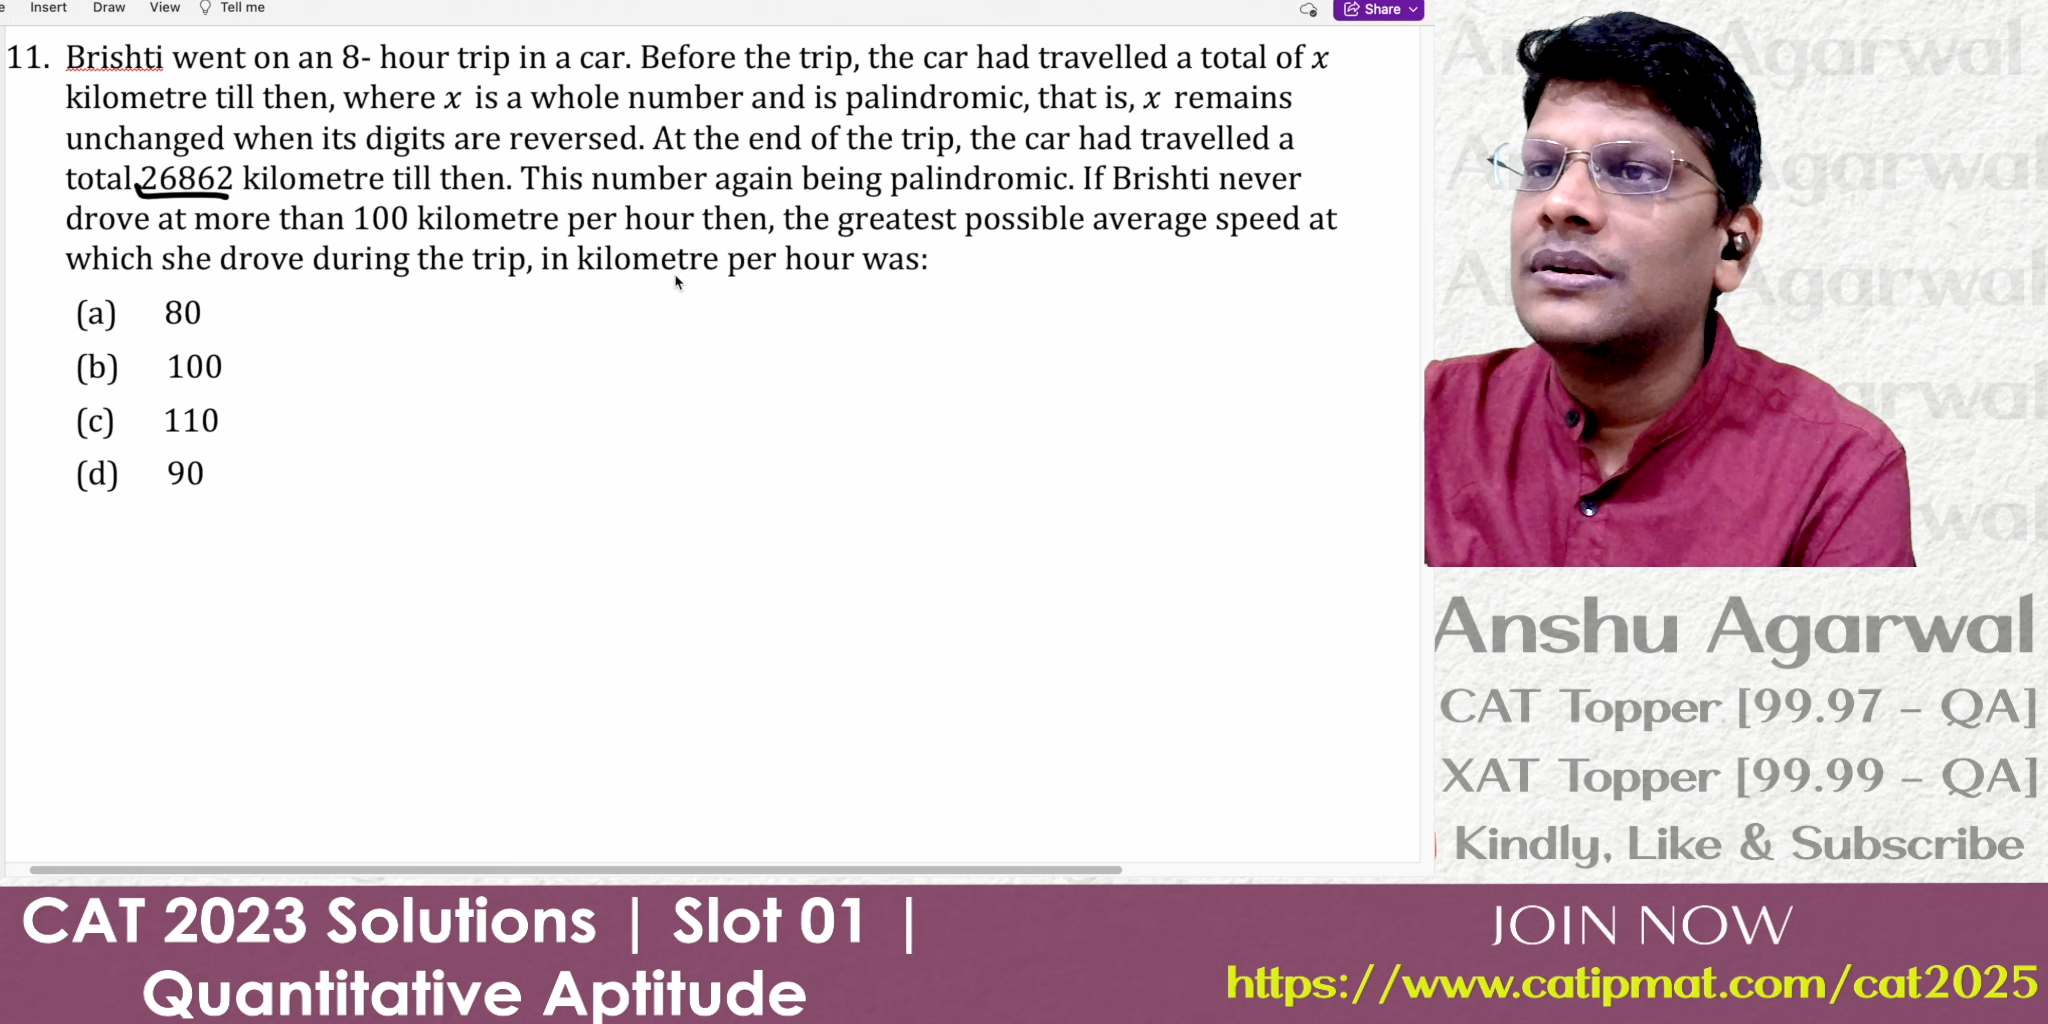 Insert Draw View Tell me
Share
11. Brishti went on an 8- hour trip in a car. Before the trip, the car had travelled a total of x
kilometre till then, where x is a whole number and is palindromic, that is, x remains
unchanged when its digits are reversed. At the end of the trip, the car had travelled a
total 26862 kilometre till then. This number again being palindromic. If Brishti never
drove at more than 100 kilometre per hour then, the greatest possible average speed at
which she drove during the trip, in kilometre per hour was:
(a) 80
(b) 100
(c) 110
(d) 90
Agarwal
Agarwal
Agarwal
arwal
wal
Anshu Agarwal
CAT Topper [99.97 - QA]
XAT Topper [99.99 - QA]
Kindly, Like & Subscribe
CAT 2023 Solutions | Slot 01 |
Quantitative Aptitude
JOIN NOW
https://www.catipmat.com/cat2025